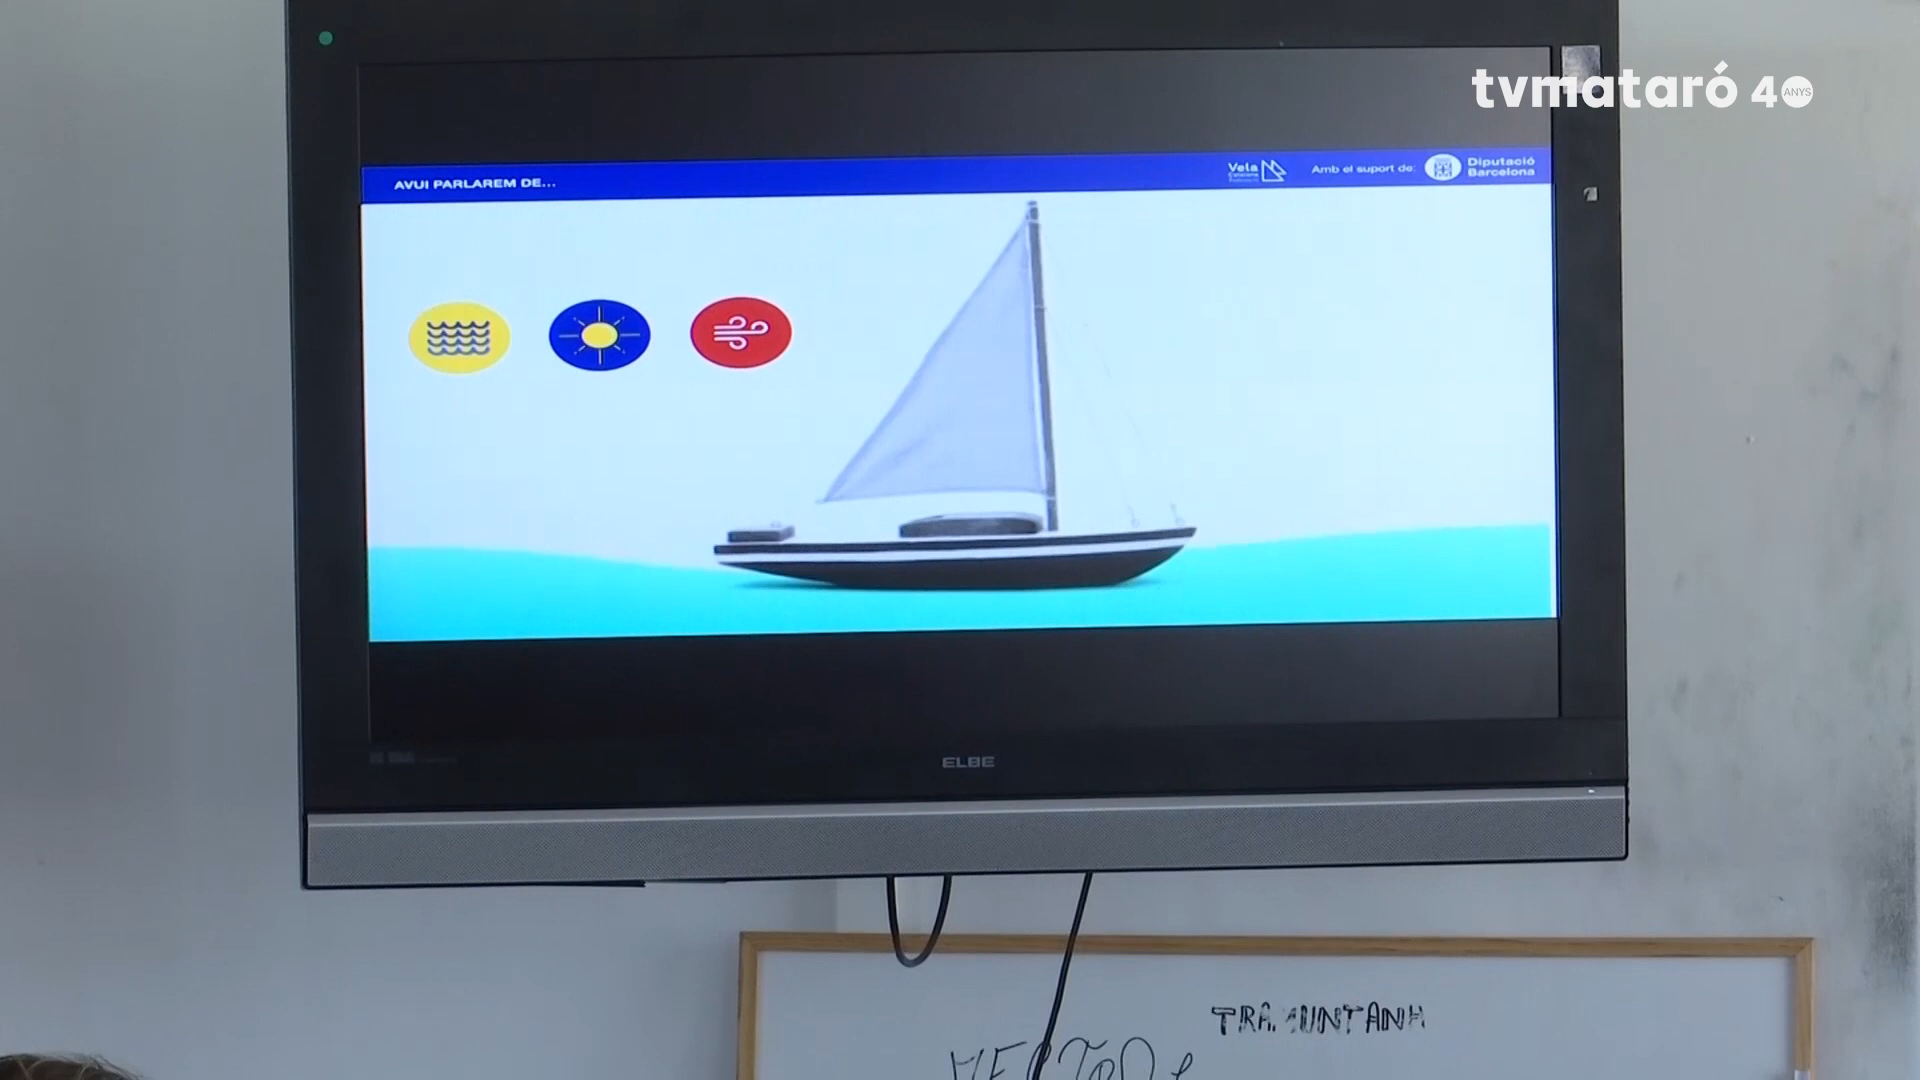 tvmataró 40 ANYS
AVUI PARLAREM DE...
Vela
Amb el suport de:
Diputació
Barcelona
ELBE
TRAMUNTANA